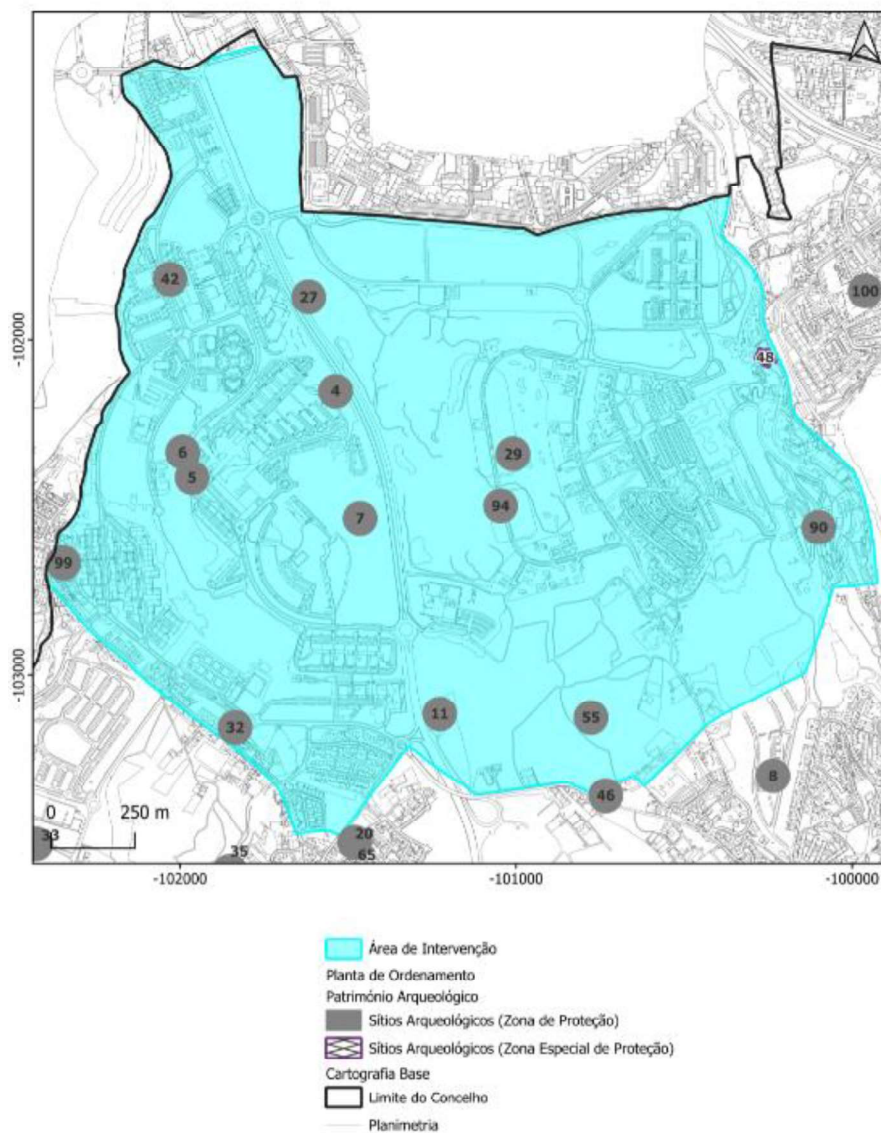 42
27
100
-102000
48
4
6
29
5
94
7
90
99
-103000
11
55
32
8
0 250 m
46
33
20
35
65
-102000 -101000 -100000
Área de Intervenção
Planta de Ordenamento
Património Arqueológico
Sítios Arqueológicos (Zona de Proteção)
Sítios Arqueológicos (Zona Especial de Proteção)
Cartografia Base
Limite do Concelho
Planimetria